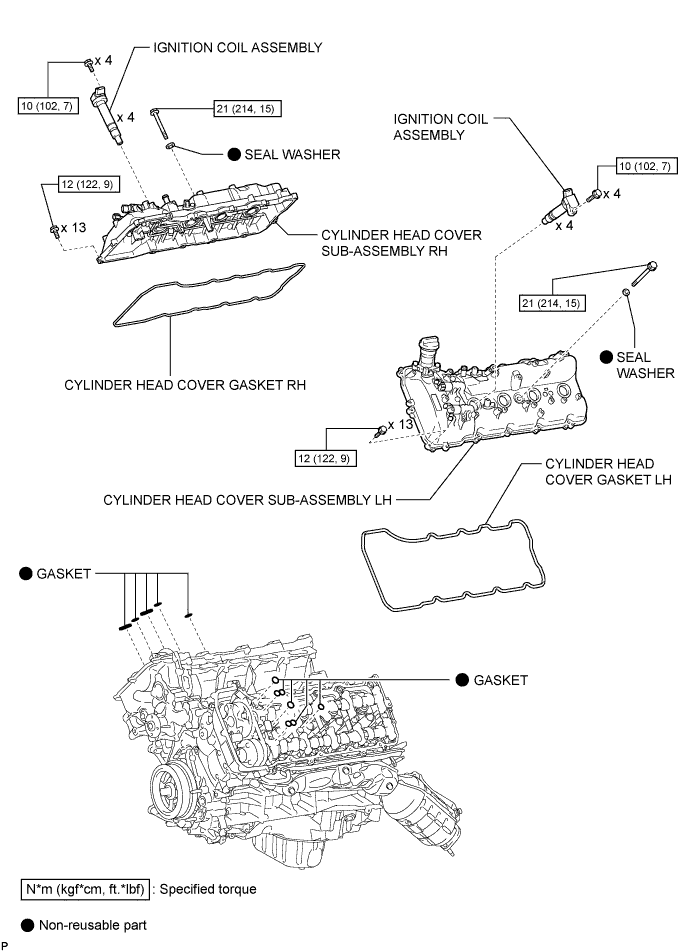 IGNITION COIL ASSEMBLY
x 4
10 (102, 7)
x 4
21 (214, 15)
SEAL WASHER
12 (122, 9)
x 13
CYLINDER HEAD COVER
SUB-ASSEMBLY RH
CYLINDER HEAD COVER GASKET RH
IGNITION COIL
ASSEMBLY
10 (102, 7)
x 4
x 4
21 (214, 15)
SEAL
WASHER
x 13
12 (122, 9)
CYLINDER HEAD COVER SUB-ASSEMBLY LH
CYLINDER HEAD
COVER GASKET LH
GASKET
GASKET
N*m (kgf*cm, ft.*lbf) : Specified torque
Non-reusable part
P